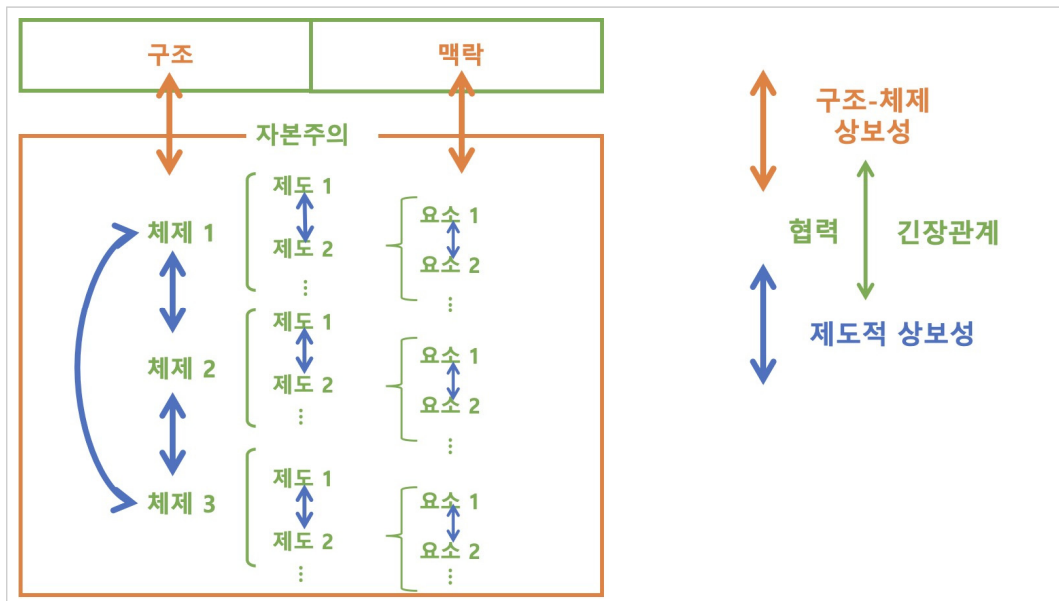 구조
맥락
자본주의
체제 1
제도 1
제도 2
⋮
요소 1
요소 2
⋮
체제 2
제도 1
제도 2
⋮
요소 1
요소 2
⋮
체제 3
제도 1
제도 2
⋮
요소 1
요소 2
⋮
구조-체제
상보성
협력
긴장관계
제도적 상보성